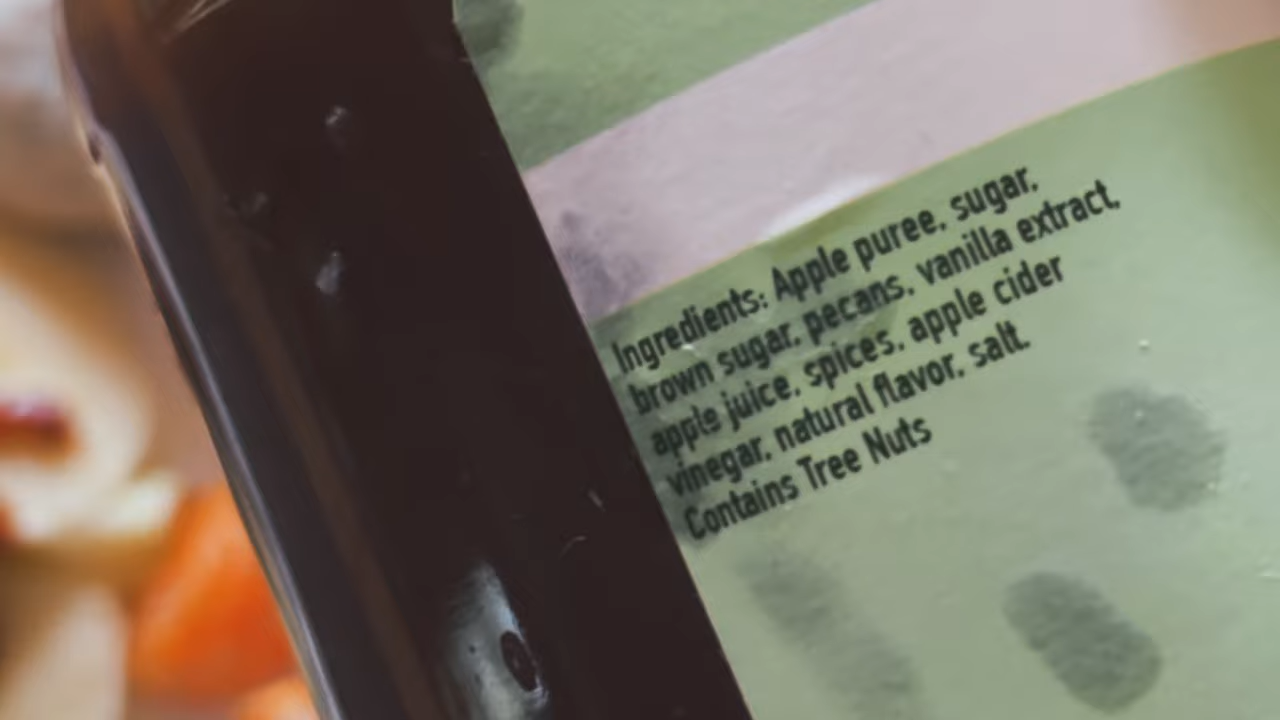 Ingredients: Apple puree, sugar,
brown sugar, pecans, vanilla extract,
apple juice, spices, apple cider
vinegar, natural flavor, salt.
Contains Tree Nuts